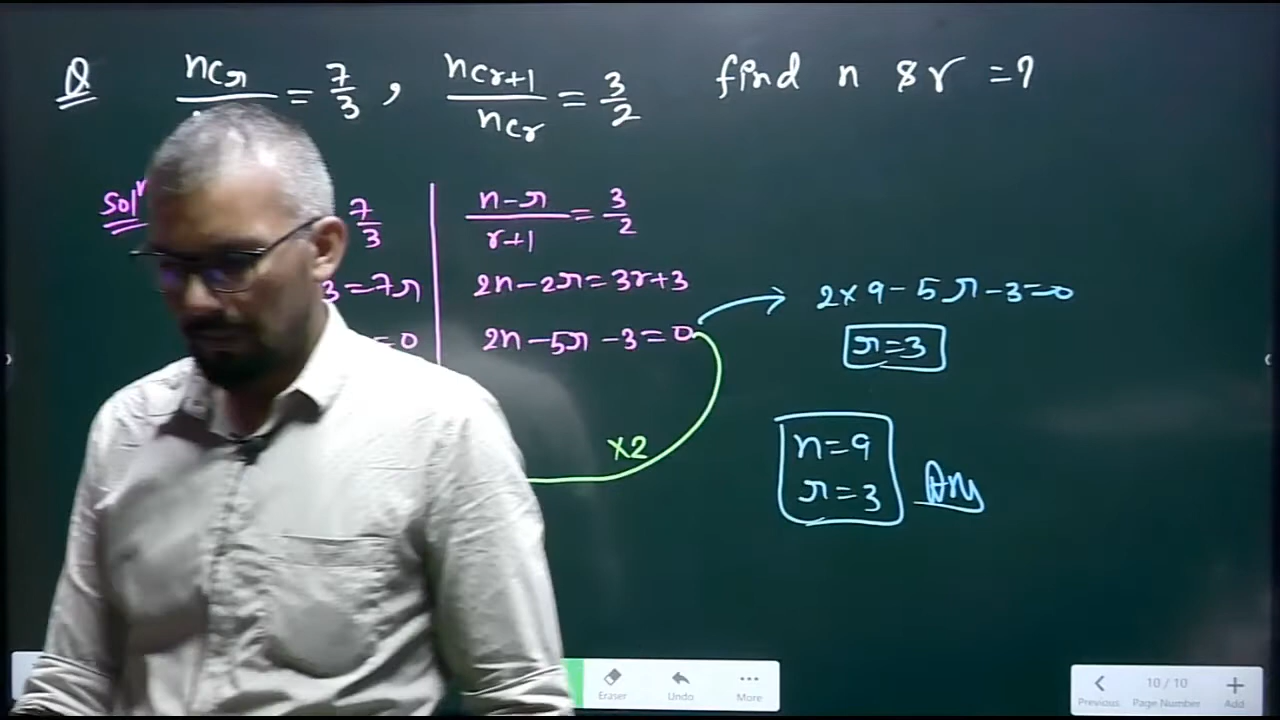 Q nCr = 7/3 , nCr+1 / nCr = 3/2 find n & r = ?
Solⁿ 7/3
3 = 7r
= 0
n-r / r+1 = 3/2
2n-2r = 3r+3
2n-5r-3=0
×2
2×9-5r-3=0
r=3
n=9
r=3 Ans
Eraser Undo More
10/10
Previous Page Number Add